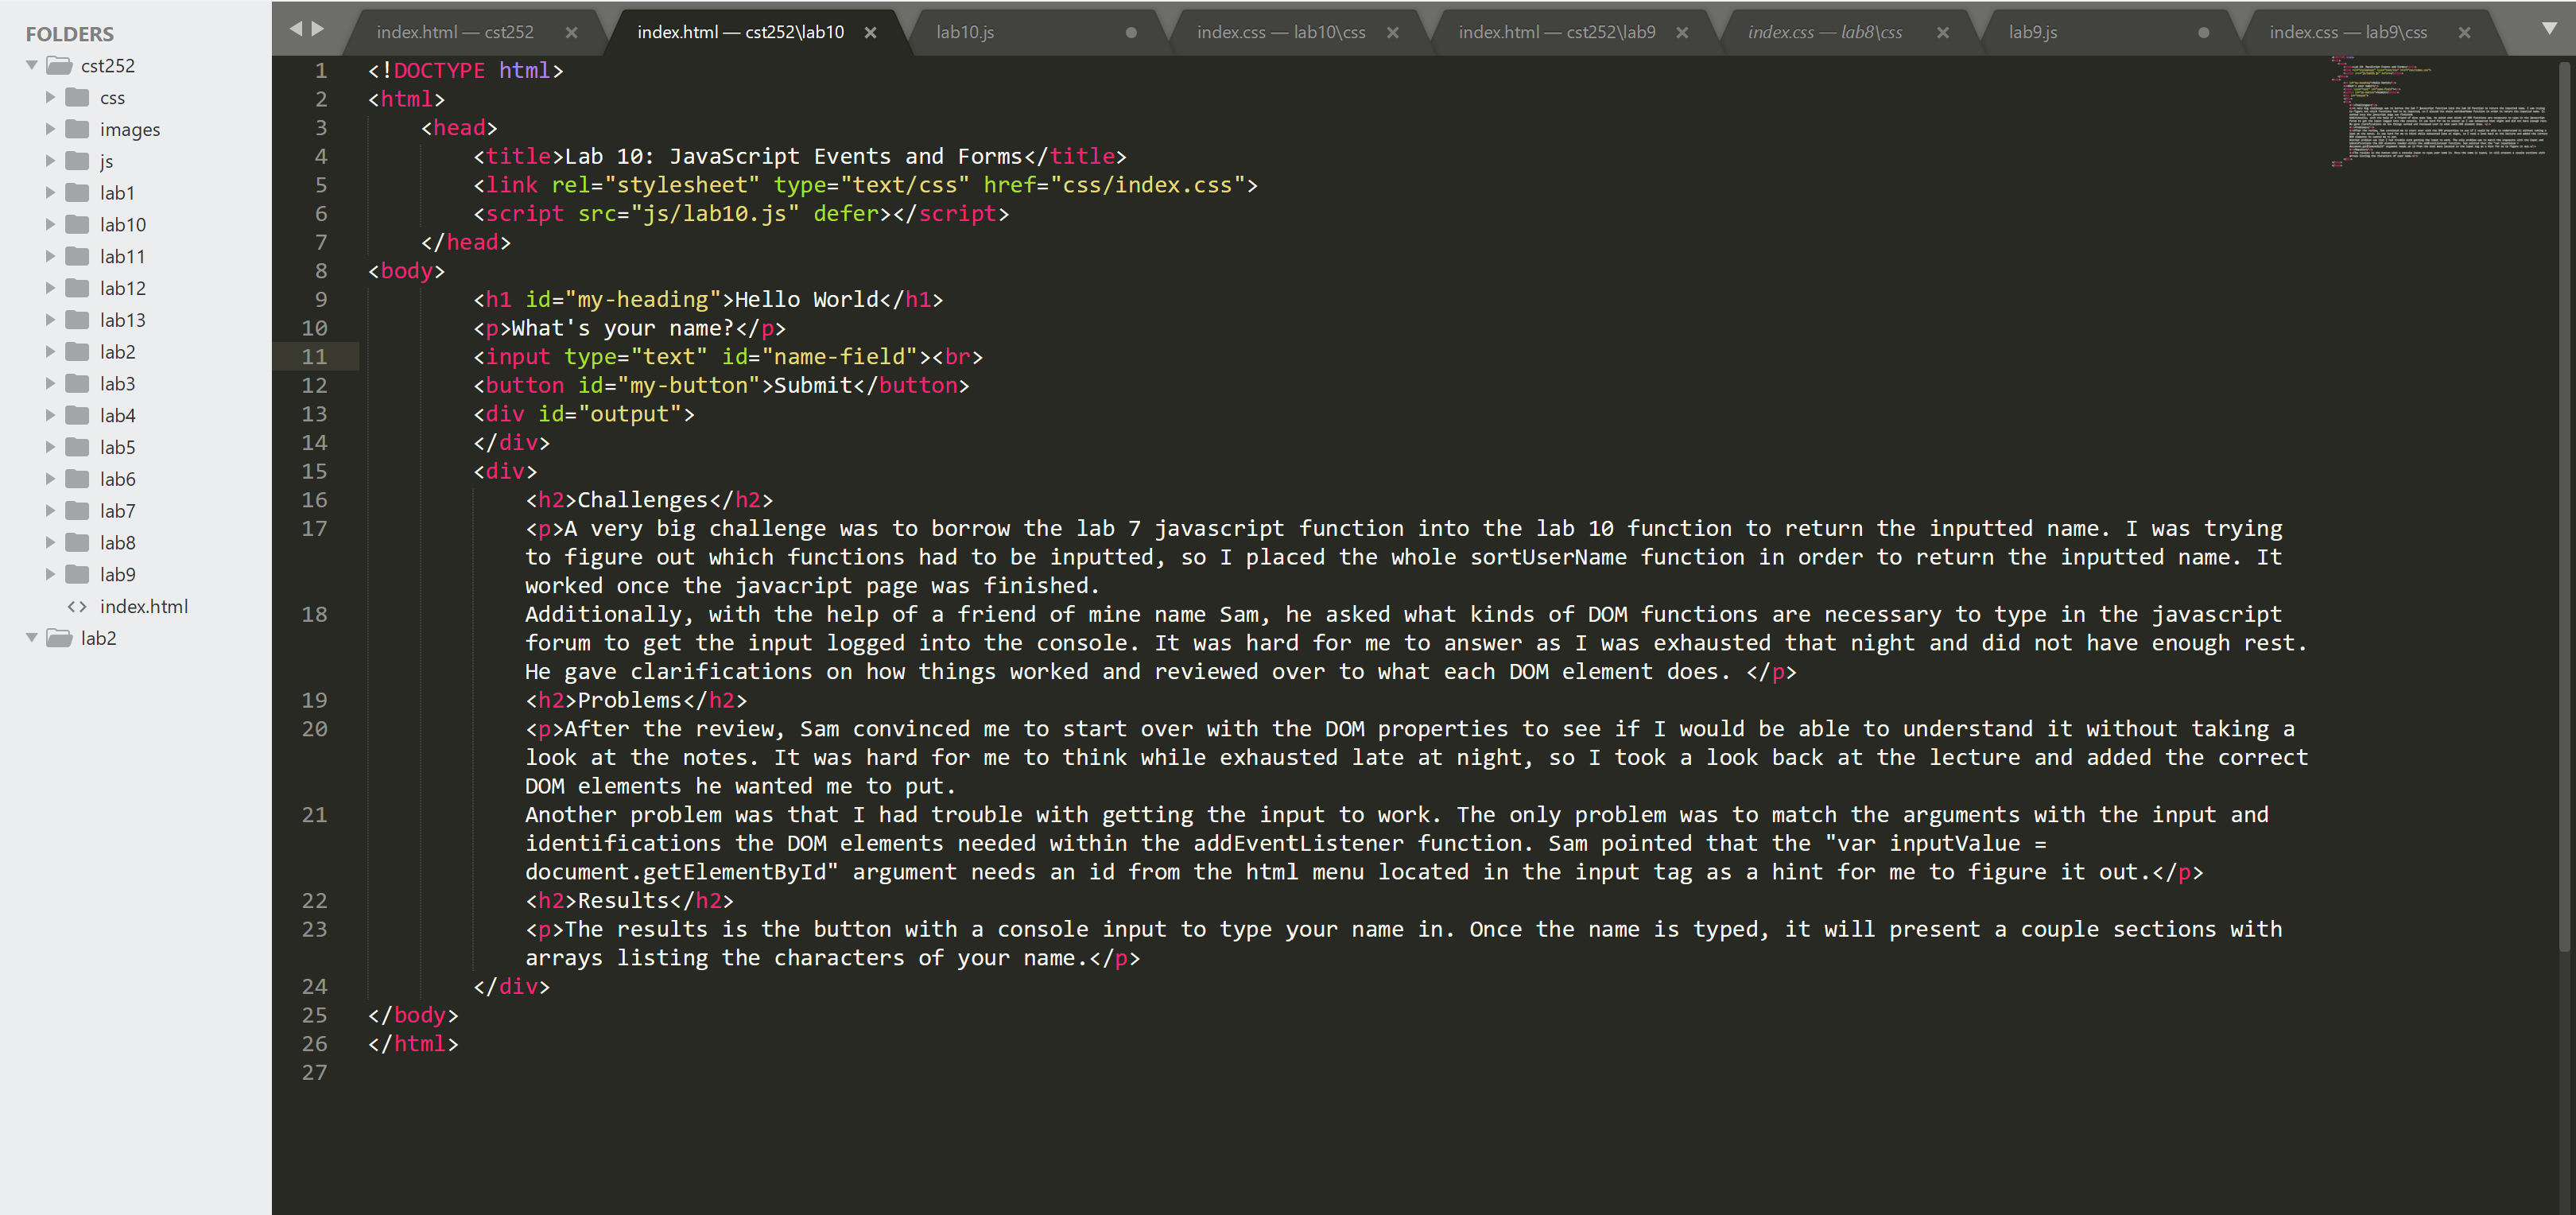 FOLDERS
cst252
css
images
js
lab1
lab10
lab11
lab12
lab13
lab2
lab3
lab4
lab5
lab6
lab7
lab8
lab9
<> index.html
lab2
index.html — cst252
index.html — cst252\lab10
lab10.js
index.css — lab10\css
index.html — cst252\lab9
index.css — lab8\css
lab9.js
index.css — lab9\css
1 <!DOCTYPE html>
2 <html>
3 <head>
4 <title>Lab 10: JavaScript Events and Forms</title>
5 <link rel="stylesheet" type="text/css" href="css/index.css">
6 <script src="js/lab10.js" defer></script>
7 </head>
8 <body>
9 <h1 id="my-heading">Hello World</h1>
10 <p>What's your name?</p>
11 <input type="text" id="name-field"><br>
12 <button id="my-button">Submit</button>
13 <div id="output">
14 </div>
15 <div>
16 <h2>Challenges</h2>
17 <p>A very big challenge was to borrow the lab 7 javascript function into the lab 10 function to return the inputted name. I was trying
to figure out which functions had to be inputted, so I placed the whole sortUserName function in order to return the inputted name. It
worked once the javacript page was finished.
18 Additionally, with the help of a friend of mine name Sam, he asked what kinds of DOM functions are necessary to type in the javascript
forum to get the input logged into the console. It was hard for me to answer as I was exhausted that night and did not have enough rest.
He gave clarifications on how things worked and reviewed over to what each DOM element does. </p>
19 <h2>Problems</h2>
20 <p>After the review, Sam convinced me to start over with the DOM properties to see if I would be able to understand it without taking a
look at the notes. It was hard for me to think while exhausted late at night, so I took a look back at the lecture and added the correct
DOM elements he wanted me to put.
21 Another problem was that I had trouble with getting the input to work. The only problem was to match the arguments with the input and
identifications the DOM elements needed within the addEventListener function. Sam pointed that the "var inputValue =
document.getElementById" argument needs an id from the html menu located in the input tag as a hint for me to figure it out.</p>
22 <h2>Results</h2>
23 <p>The results is the button with a console input to type your name in. Once the name is typed, it will present a couple sections with
arrays listing the characters of your name.</p>
24 </div>
25 </body>
26 </html>
27